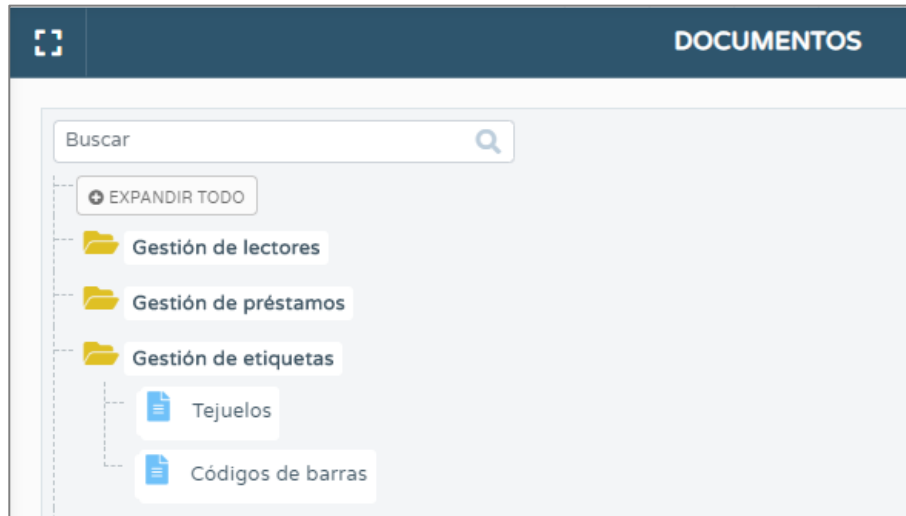 DOCUMENTOS
Buscar
EXPANDIR TODO
Gestión de lectores
Gestión de préstamos
Gestión de etiquetas
Tejuelos
Códigos de barras